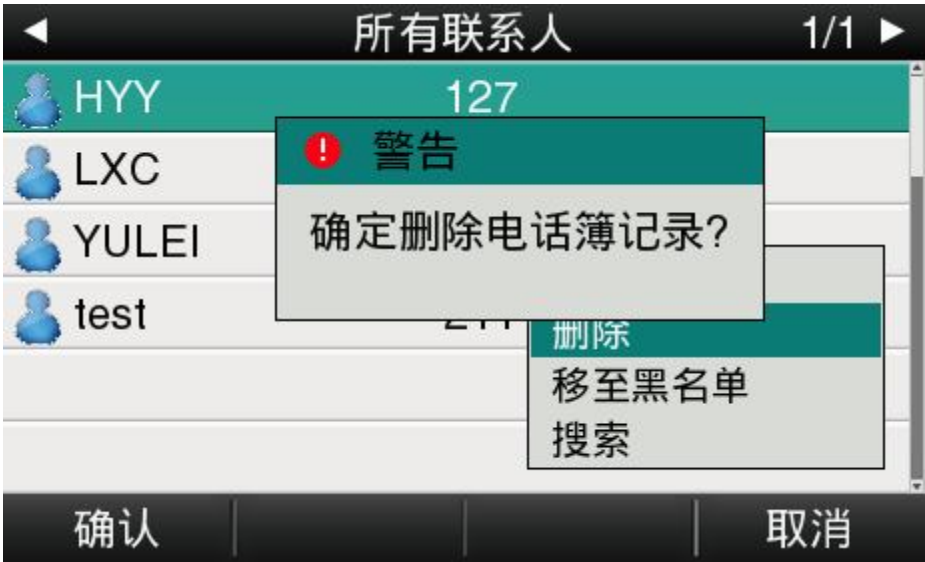 所有联系人 1/1
HYY 127
警告
LXC
确定删除电话簿记录?
YULEI
test
删除
移至黑名单
搜索
确认 取消